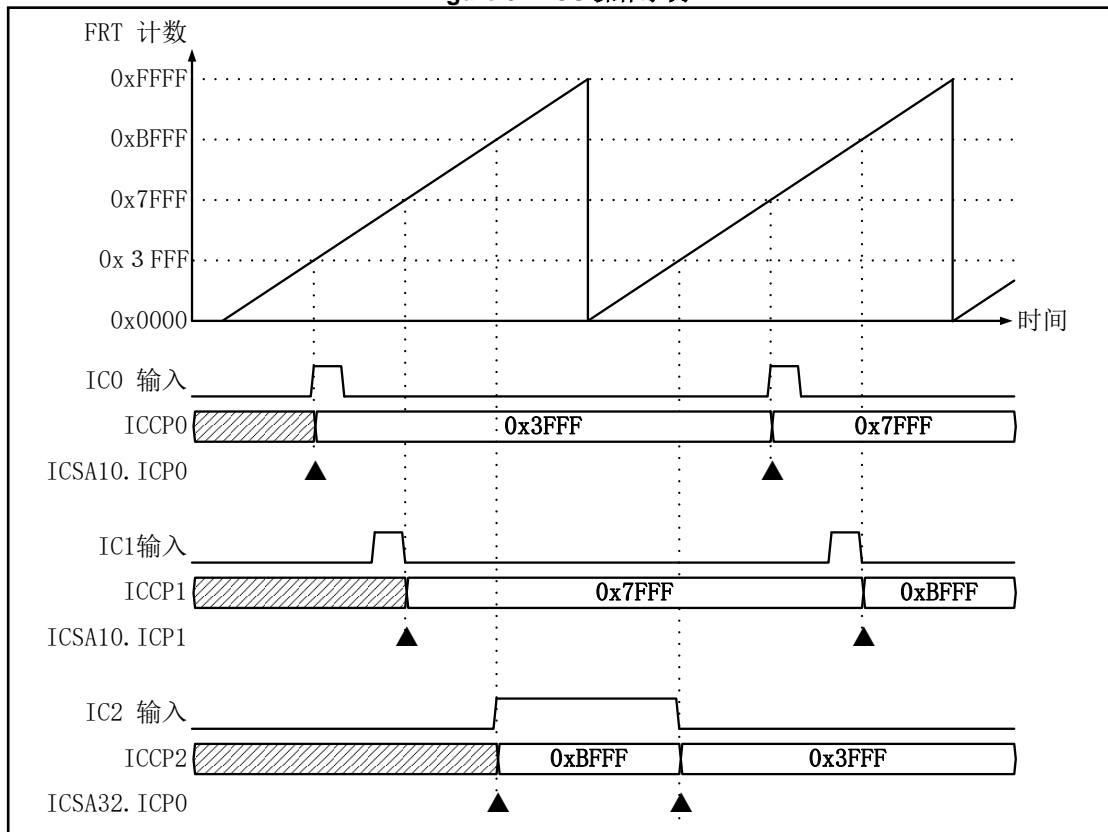 FRT 计数
0xFFFF
0xBFFF
0x7FFF
0x 3 FFF
0x0000
时间
IC0 输入
ICCP0
0x3FFF
0x7FFF
ICSA10. ICP0
IC1输入
ICCP1
0x7FFF
0xBFFF
ICSA10. ICP1
IC2 输入
ICCP2
0xBFFF
0x3FFF
ICSA32. ICP0